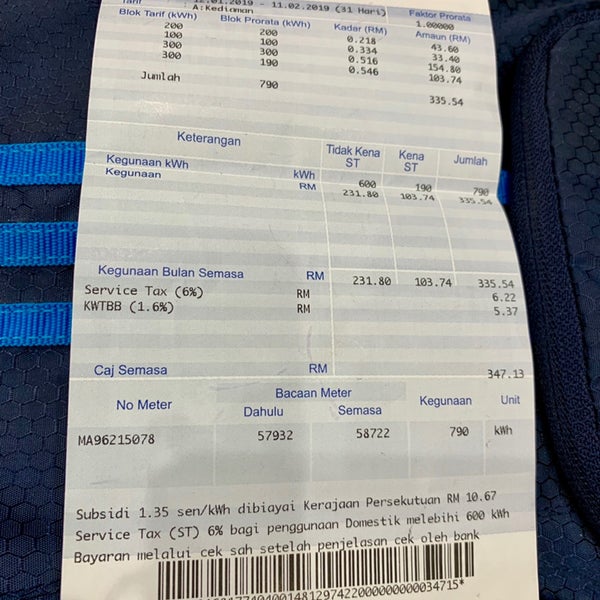 Tarif 12.01.2019 - 11.02.2019 (31 Hari) Faktor Prorata
A:Kediaman 1.00000
Blok Tarif (kWh) Blok Prorata (kWh) Kadar (RM) Amaun (RM)
200 200 0.218 43.60
100 100 0.334 33.40
300 300 0.516 154.80
300 190 0.546 103.74
Jumlah 790 335.54
Keterangan Tidak Kena ST Kena ST Jumlah
Kegunaan kWh kWh 600 190 790
Kegunaan RM 231.80 103.74 335.54
Kegunaan Bulan Semasa RM 231.80 103.74 335.54
Service Tax (6%) RM 6.22
KWTBB (1.6%) RM 5.37
Caj Semasa RM 347.13
No Meter Bacaan Meter Kegunaan Unit
Dahulu Semasa
MA96215078 57932 58722 790 kWh
Subsidi 1.35 sen/kWh dibiayai Kerajaan Persekutuan RM 10.67
Service Tax (ST) 6% bagi penggunaan Domestik melebihi 600 kWh
Bayaran melalui cek sah setelah penjelasan cek oleh bank